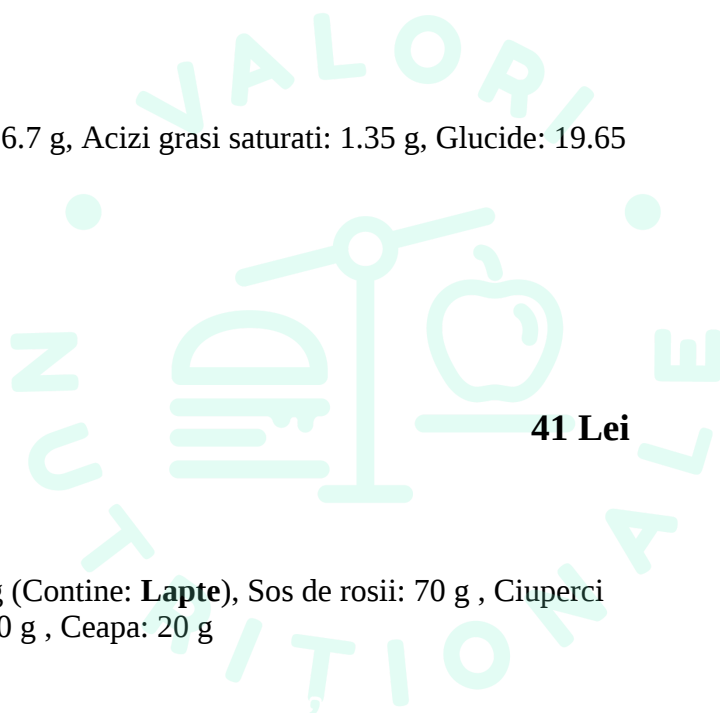 VALORI
6.7 g, Acizi grasi saturati: 1.35 g, Glucide: 19.65
41 Lei
(Contine: Lapte), Sos de rosii: 70 g , Ciuperci
0 g , Ceapa: 20 g
NUTRITIONALE